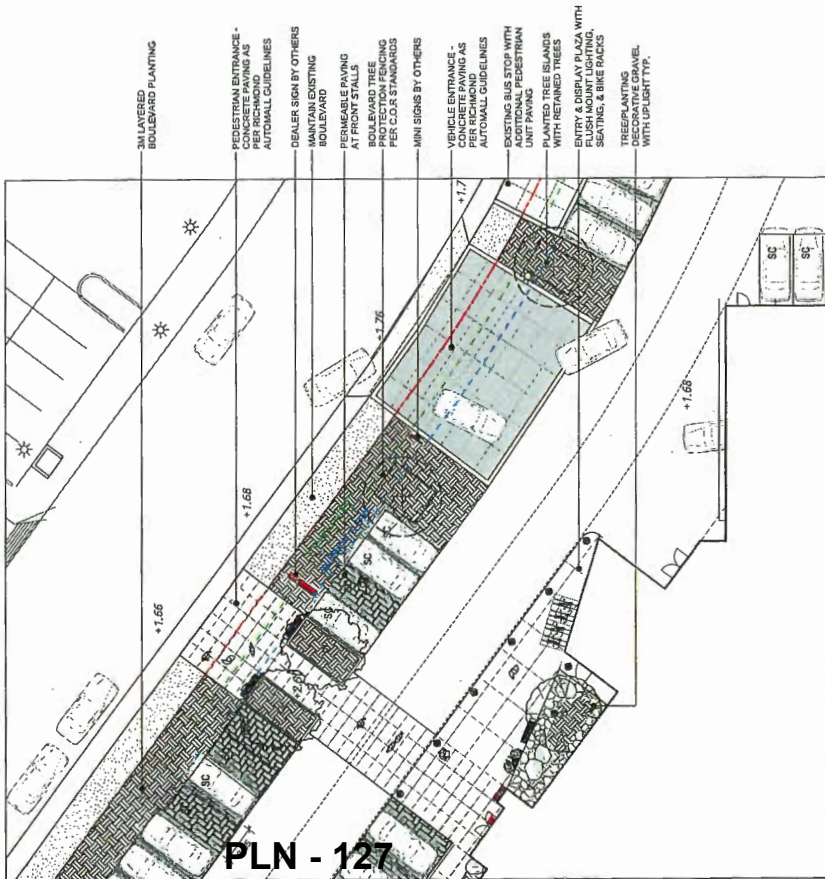 3M LAYERED
BOULEVARD PLANTING
PEDESTRIAN ENTRANCE -
CONCRETE PAVING AS
PER RICHMOND
AUTOMALL GUIDELINES
DEALER SIGN BY OTHERS
MAINTAIN EXISTING
BOULEVARD
PERMEABLE PAVING
AT FRONT STALLS
BOULEVARD TREE
PROTECTION FENCING
PER C.O.R STANDARDS
MINI SIGNS BY OTHERS
VEHICLE ENTRANCE -
CONCRETE PAVING AS
PER RICHMOND
AUTOMALL GUIDELINES
EXISTING BUS STOP WITH
ADDITIONAL PEDESTRIAN
UNIT PAVING
PLANTED TREE ISLANDS
WITH RETAINED TREES
ENTRY & DISPLAY PLAZA WITH
FLUSH MOUNT LIGHTING,
SEATING, & BIKE RACKS
TREE/PLANTING
DECORATIVE GRAVEL
WITH UPLIGHT TYP.
+1.66
+1.68
+1.76
+1.7
+1.68
SC
SC
SC
SC
SC
SC
PLN - 127